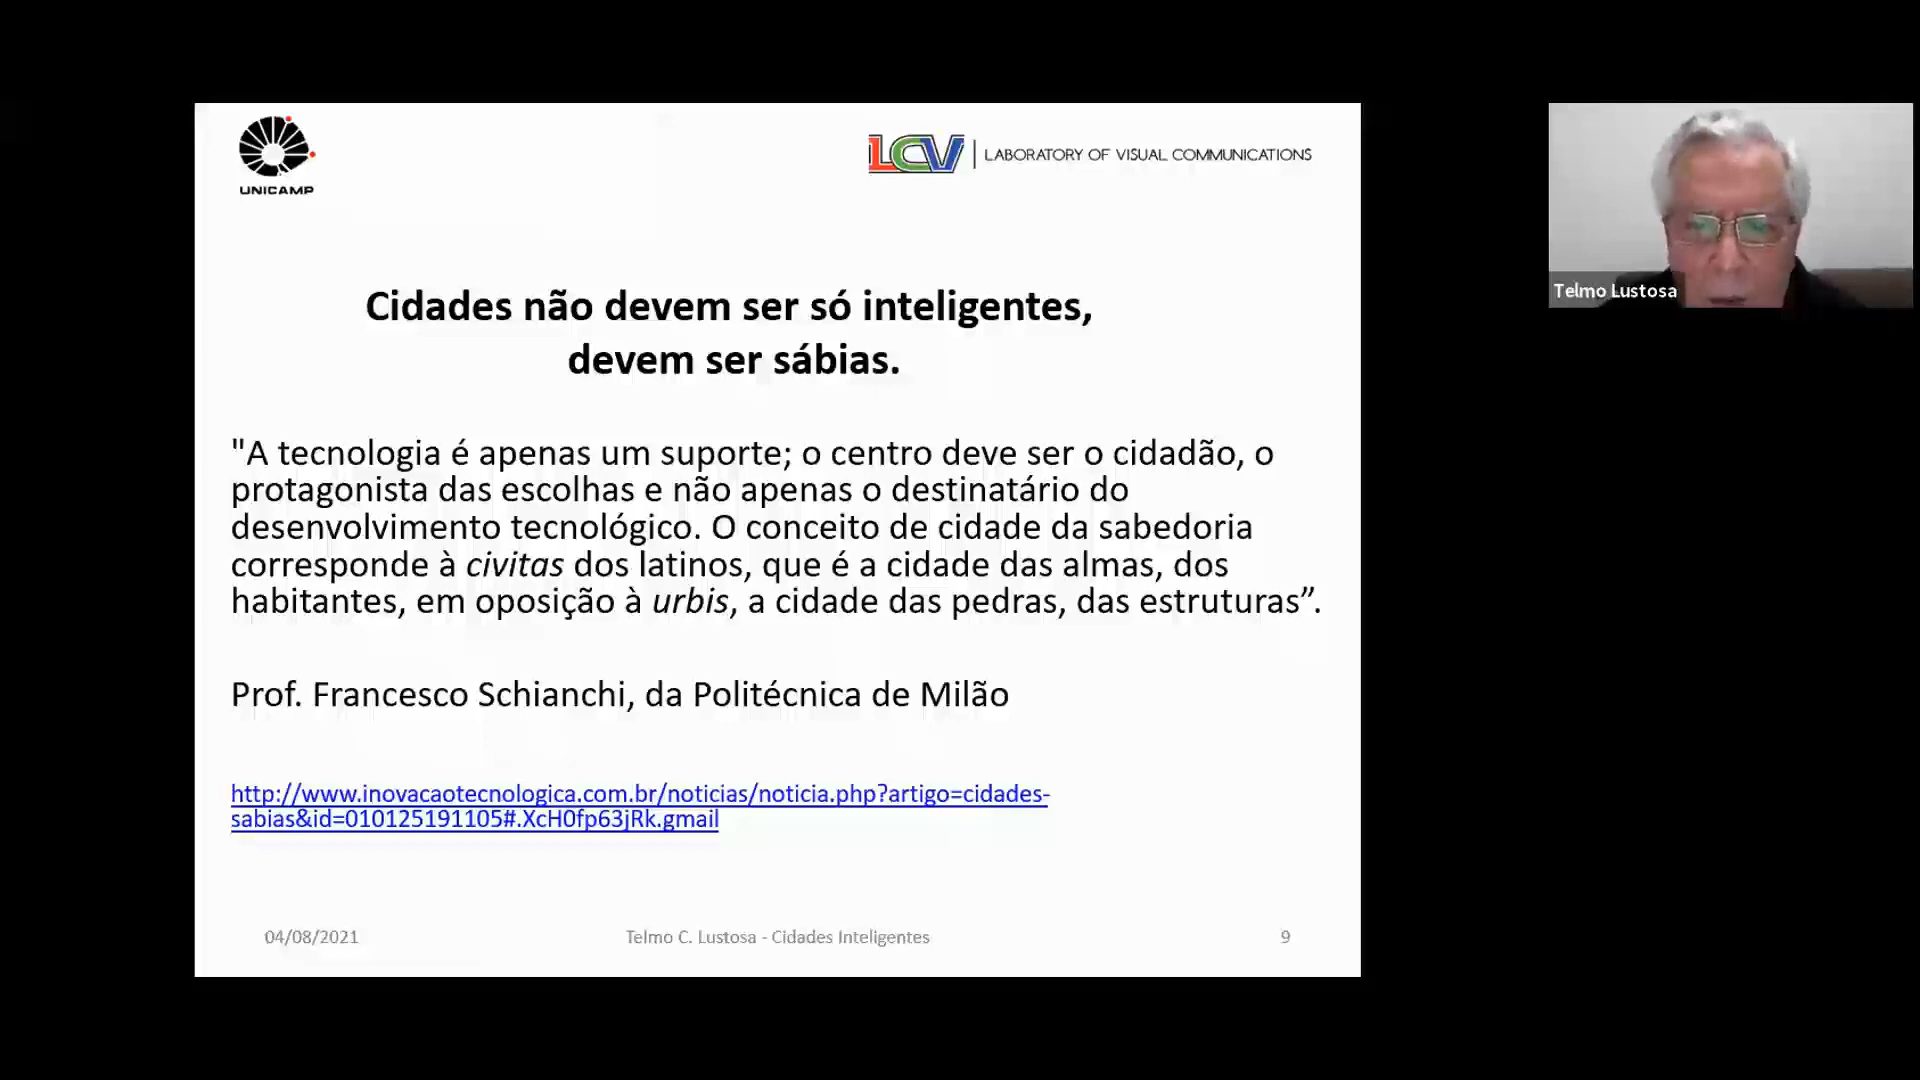 UNICAMP
LCV | LABORATORY OF VISUAL COMMUNICATIONS
Telmo Lustosa
Cidades não devem ser só inteligentes,
devem ser sábias.
"A tecnologia é apenas um suporte; o centro deve ser o cidadão, o
protagonista das escolhas e não apenas o destinatário do
desenvolvimento tecnológico. O conceito de cidade da sabedoria
corresponde à civitas dos latinos, que é a cidade das almas, dos
habitantes, em oposição à urbis, a cidade das pedras, das estruturas”.
Prof. Francesco Schianchi, da Politécnica de Milão
http://www.inovacaotecnologica.com.br/noticias/noticia.php?artigo=cidades-
sabias&id=010125191105#.XcH0fp63jRk.gmail
04/08/2021
Telmo C. Lustosa - Cidades Inteligentes
9